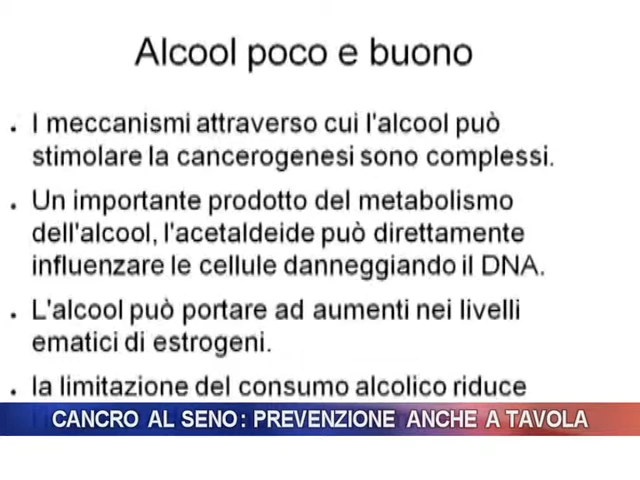 Alcool poco e buono
. I meccanismi attraverso cui l'alcool può
stimolare la cancerogenesi sono complessi.
. Un importante prodotto del metabolismo
dell'alcool, l'acetaldeide può direttamente
influenzare le cellule danneggiando il DNA.
. L'alcool può portare ad aumenti nei livelli
ematici di estrogeni.
. la limitazione del consumo alcolico riduce
CANCRO AL SENO: PREVENZIONE ANCHE A TAVOLA